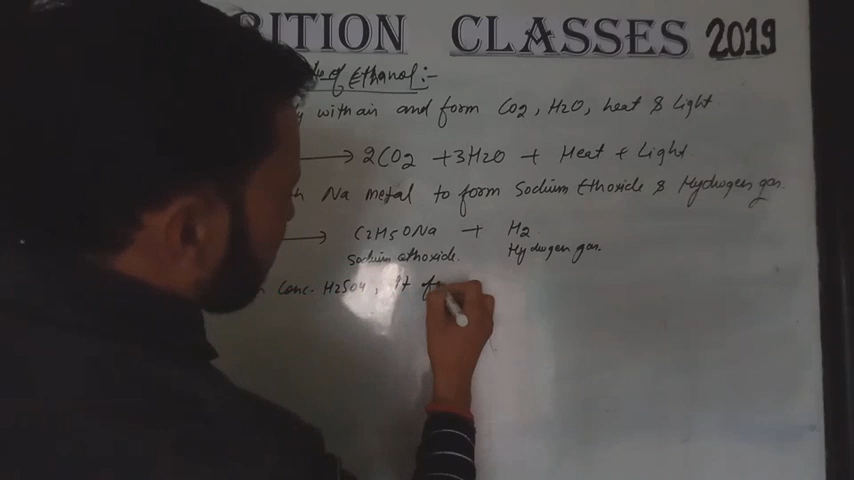 BITION CLASSES 2019
of Ethanol :-
with air and form CO2, H2O, heat & Light
→ 2CO2 + 3H2O + Heat + Light.
Na metal to form Sodium Ethoxide & Hydrogen gas.
→ C2H5ONa + H2
Sodium ethoxide. Hydrogen gas.
Conc. H2SO4, It